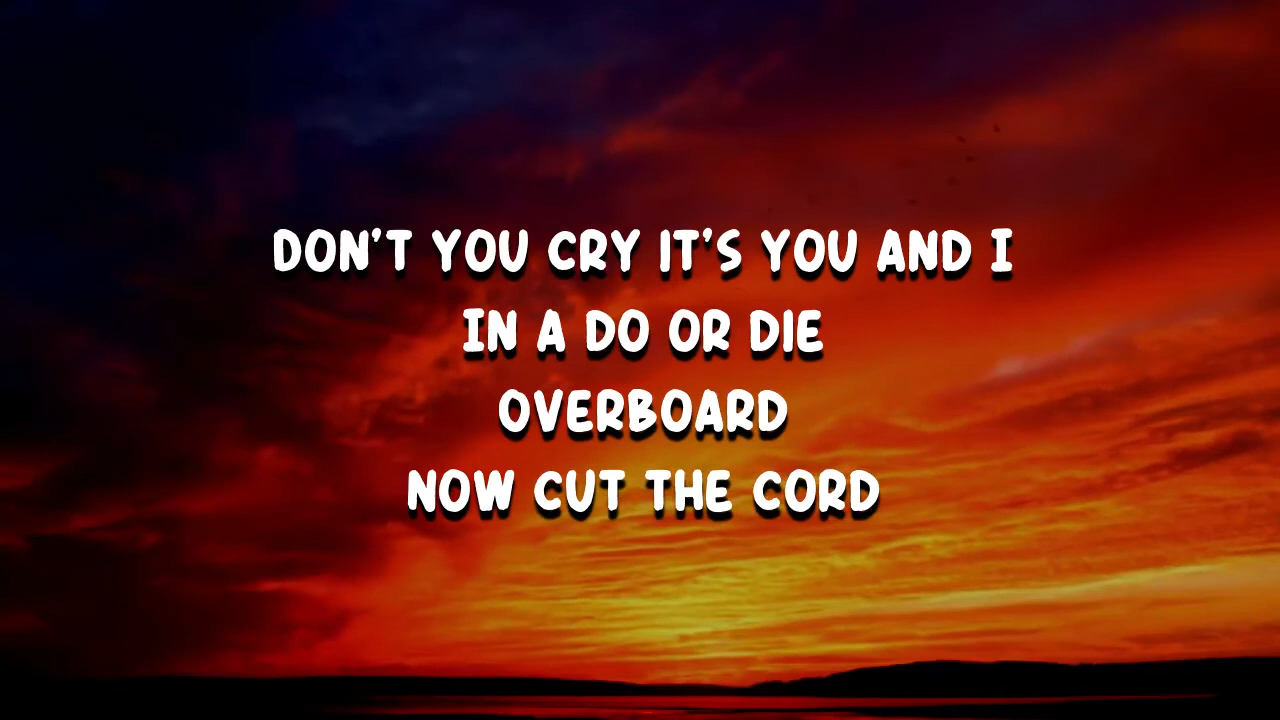 DON'T YOU CRY IT'S YOU AND I
IN A DO OR DIE
OVERBOARD
NOW CUT THE CORD